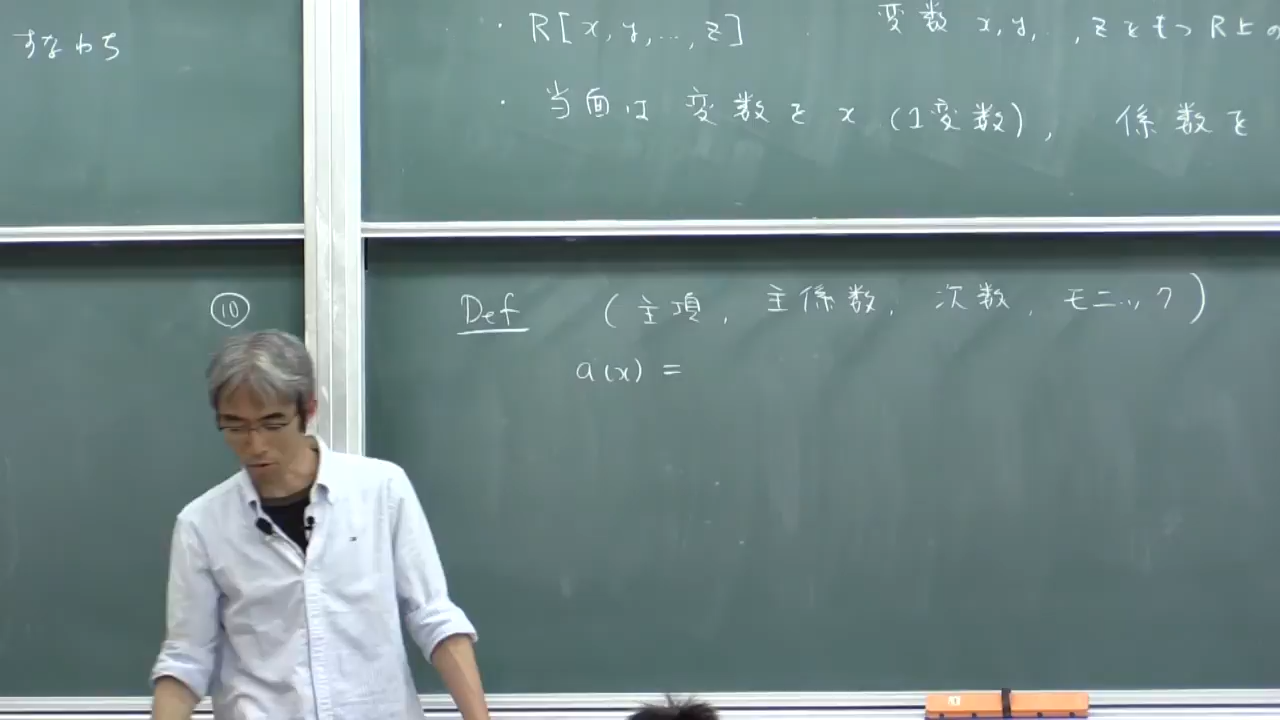 すなわち
・ R[x, y, ..., z] 変数 x, y, ..., z をもつ R上の
・ 当面は 変数を x (1変数), 係数を
⑩
Def (主項, 主係数, 次数, モニック)
a(x) =